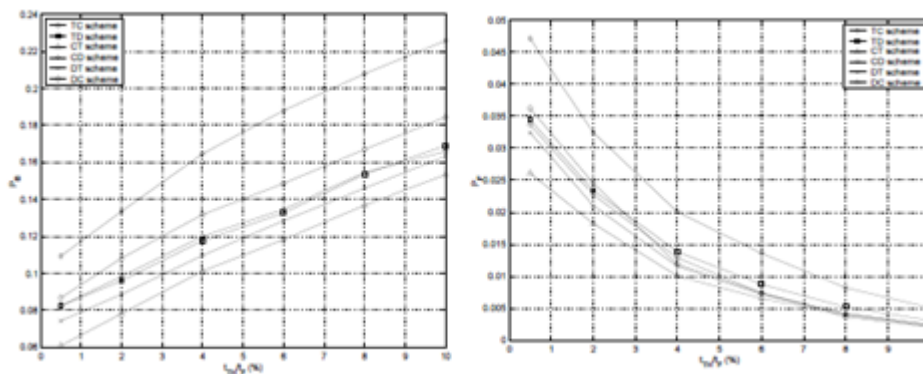 0.24
0.22
0.2
0.18
0.16
0.14
0.12
0.1
0.08
0.06
0 1 2 3 4 5 6 7 8 9 10
TC scheme
TD scheme
CT scheme
CD scheme
DT scheme
DC scheme
0.05
0.045
0.04
0.035
0.03
0.025
0.02
0.015
0.01
0.005
0
0 1 2 3 4 5 6 7 8 9
TC scheme
TD scheme
CT scheme
CD scheme
DT scheme
DC scheme